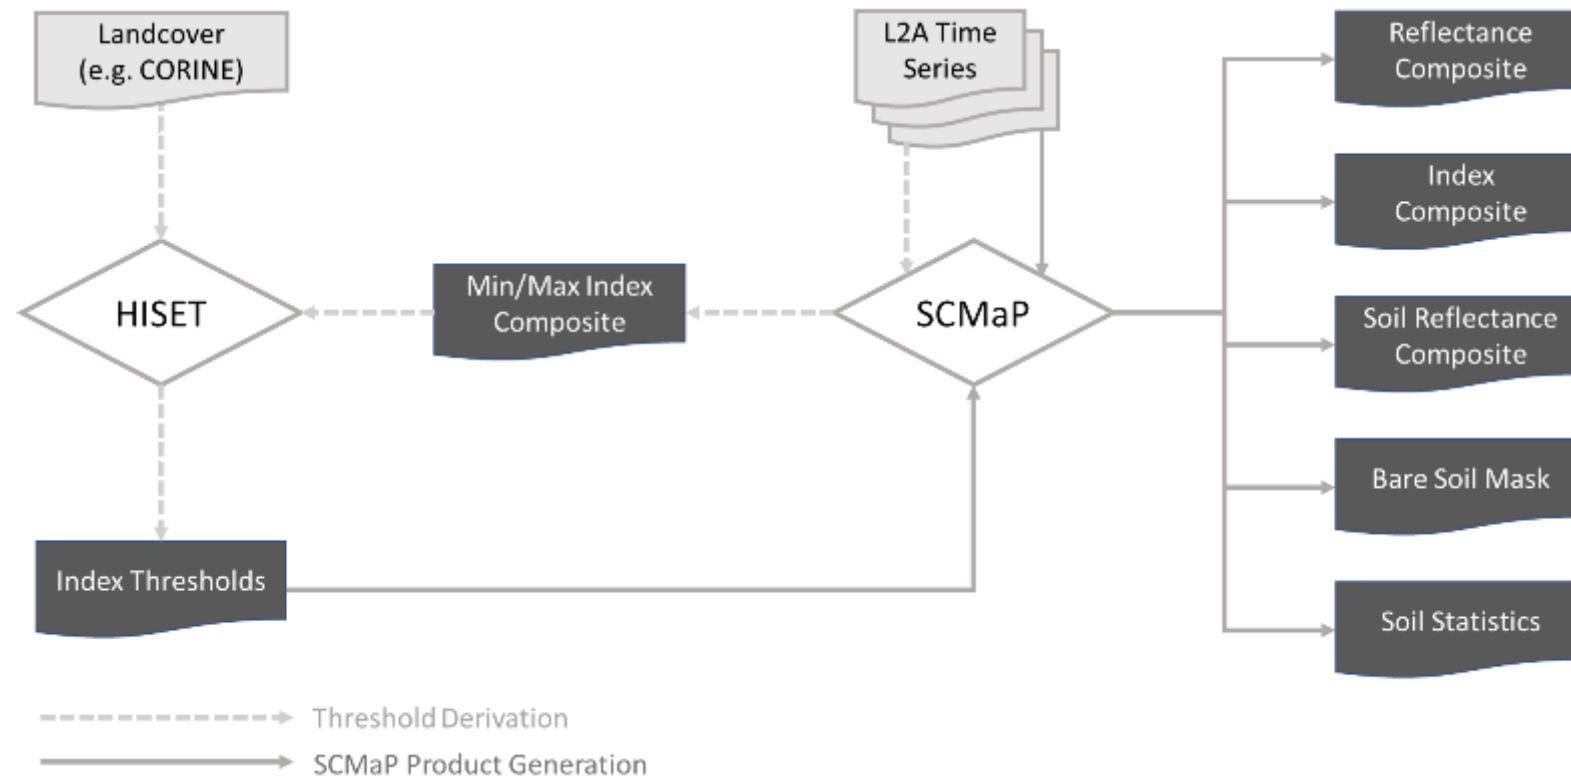 Landcover
(e.g. CORINE)
L2A Time
Series
Reflectance
Composite
Index
Composite
HISET
Min/Max Index
Composite
SCMaP
Soil Reflectance
Composite
Bare Soil Mask
Index Thresholds
Soil Statistics
Threshold Derivation
SCMaP Product Generation